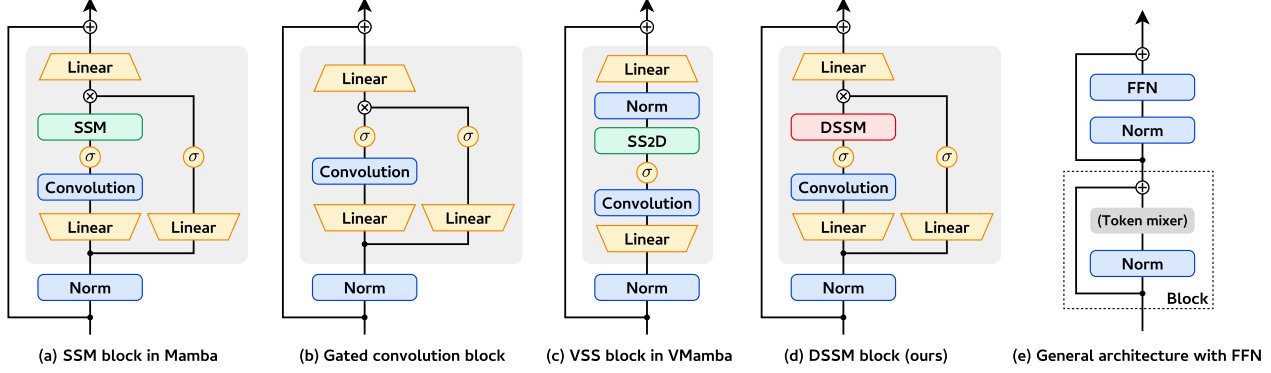 Linear
SSM
σ
σ
Convolution
Linear
Linear
Norm
(a) SSM block in Mamba
Linear
σ
σ
Convolution
Linear
Linear
Norm
(b) Gated convolution block
Linear
Norm
SS2D
σ
Convolution
Linear
(c) VSS block in VMamba
Linear
DSSM
σ
σ
Convolution
Linear
Linear
Norm
(d) DSSM block (ours)
FFN
Norm
(Token mixer)
Norm
Block
(e) General architecture with FFN